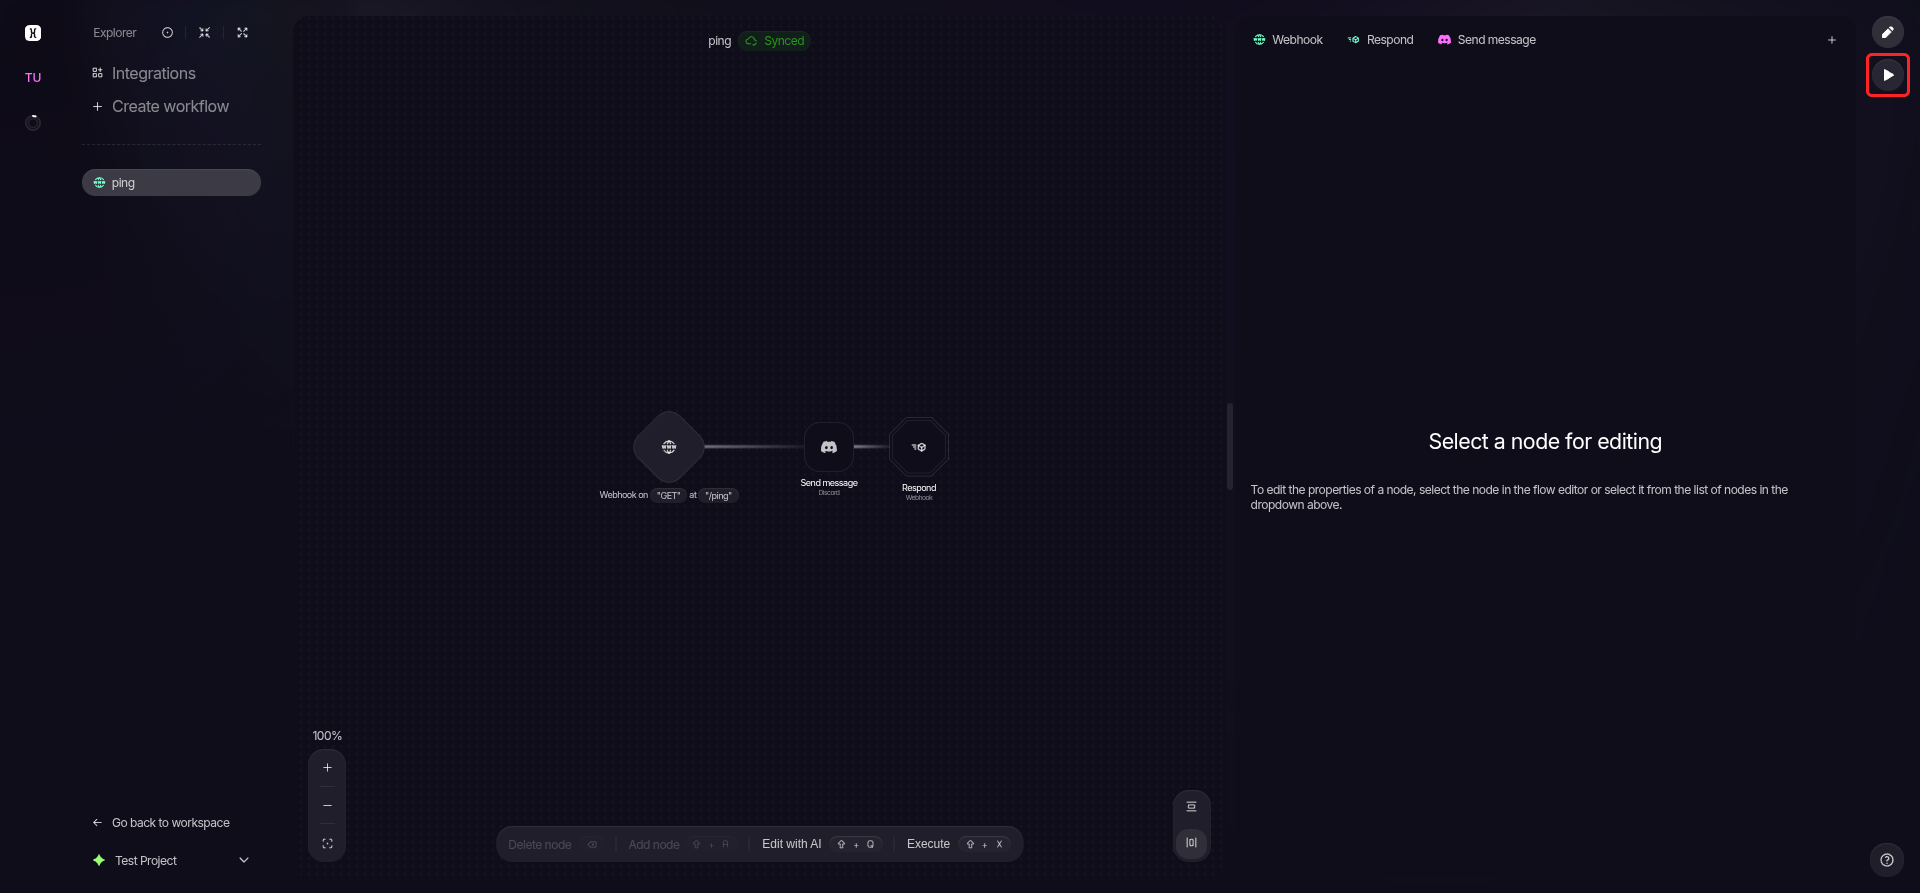 Explorer
TU
Integrations
Create workflow
ping
ping Synced
Webhook Respond Send message
Webhook on "GET" at "/ping"
Send message
Discord
Respond
Webhook
Select a node for editing
To edit the properties of a node, select the node in the flow editor or select it from the list of nodes in the
dropdown above.
100%
Go back to workspace
Test Project
Delete node Add node ⇧ + A Edit with AI ⇧ + Q Execute ⇧ + X